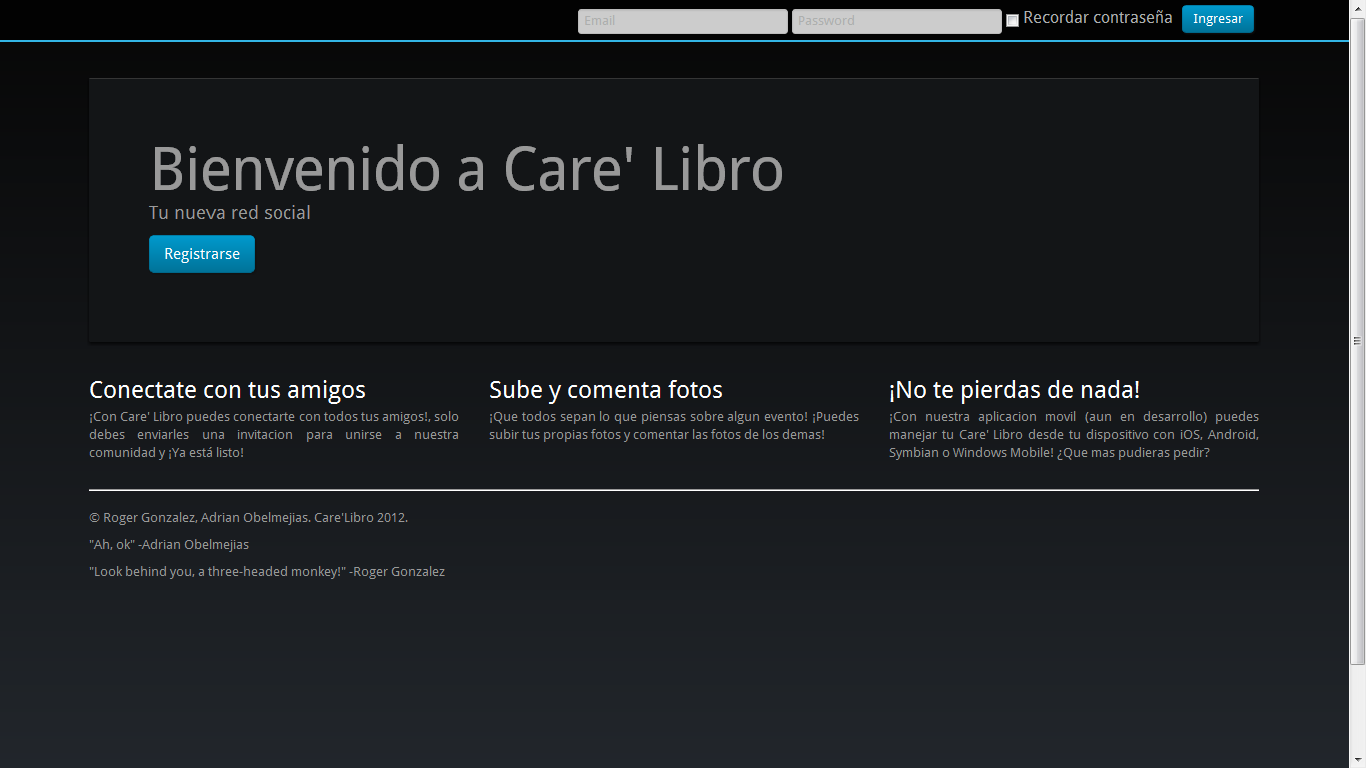 Email Password Recordar contraseña Ingresar
Bienvenido a Care' Libro
Tu nueva red social
Registrarse
Conectate con tus amigos
¡Con Care' Libro puedes conectarte con todos tus amigos!, solo
debes enviarles una invitacion para unirse a nuestra
comunidad y ¡Ya está listo!
Sube y comenta fotos
¡Que todos sepan lo que piensas sobre algun evento! ¡Puedes
subir tus propias fotos y comentar las fotos de los demas!
¡No te pierdas de nada!
¡Con nuestra aplicacion movil (aun en desarrollo) puedes
manejar tu Care' Libro desde tu dispositivo con iOS, Android,
Symbian o Windows Mobile! ¿Que mas pudieras pedir?
© Roger Gonzalez, Adrian Obelmejias. Care'Libro 2012.
"Ah, ok" -Adrian Obelmejias
"Look behind you, a three-headed monkey!" -Roger Gonzalez